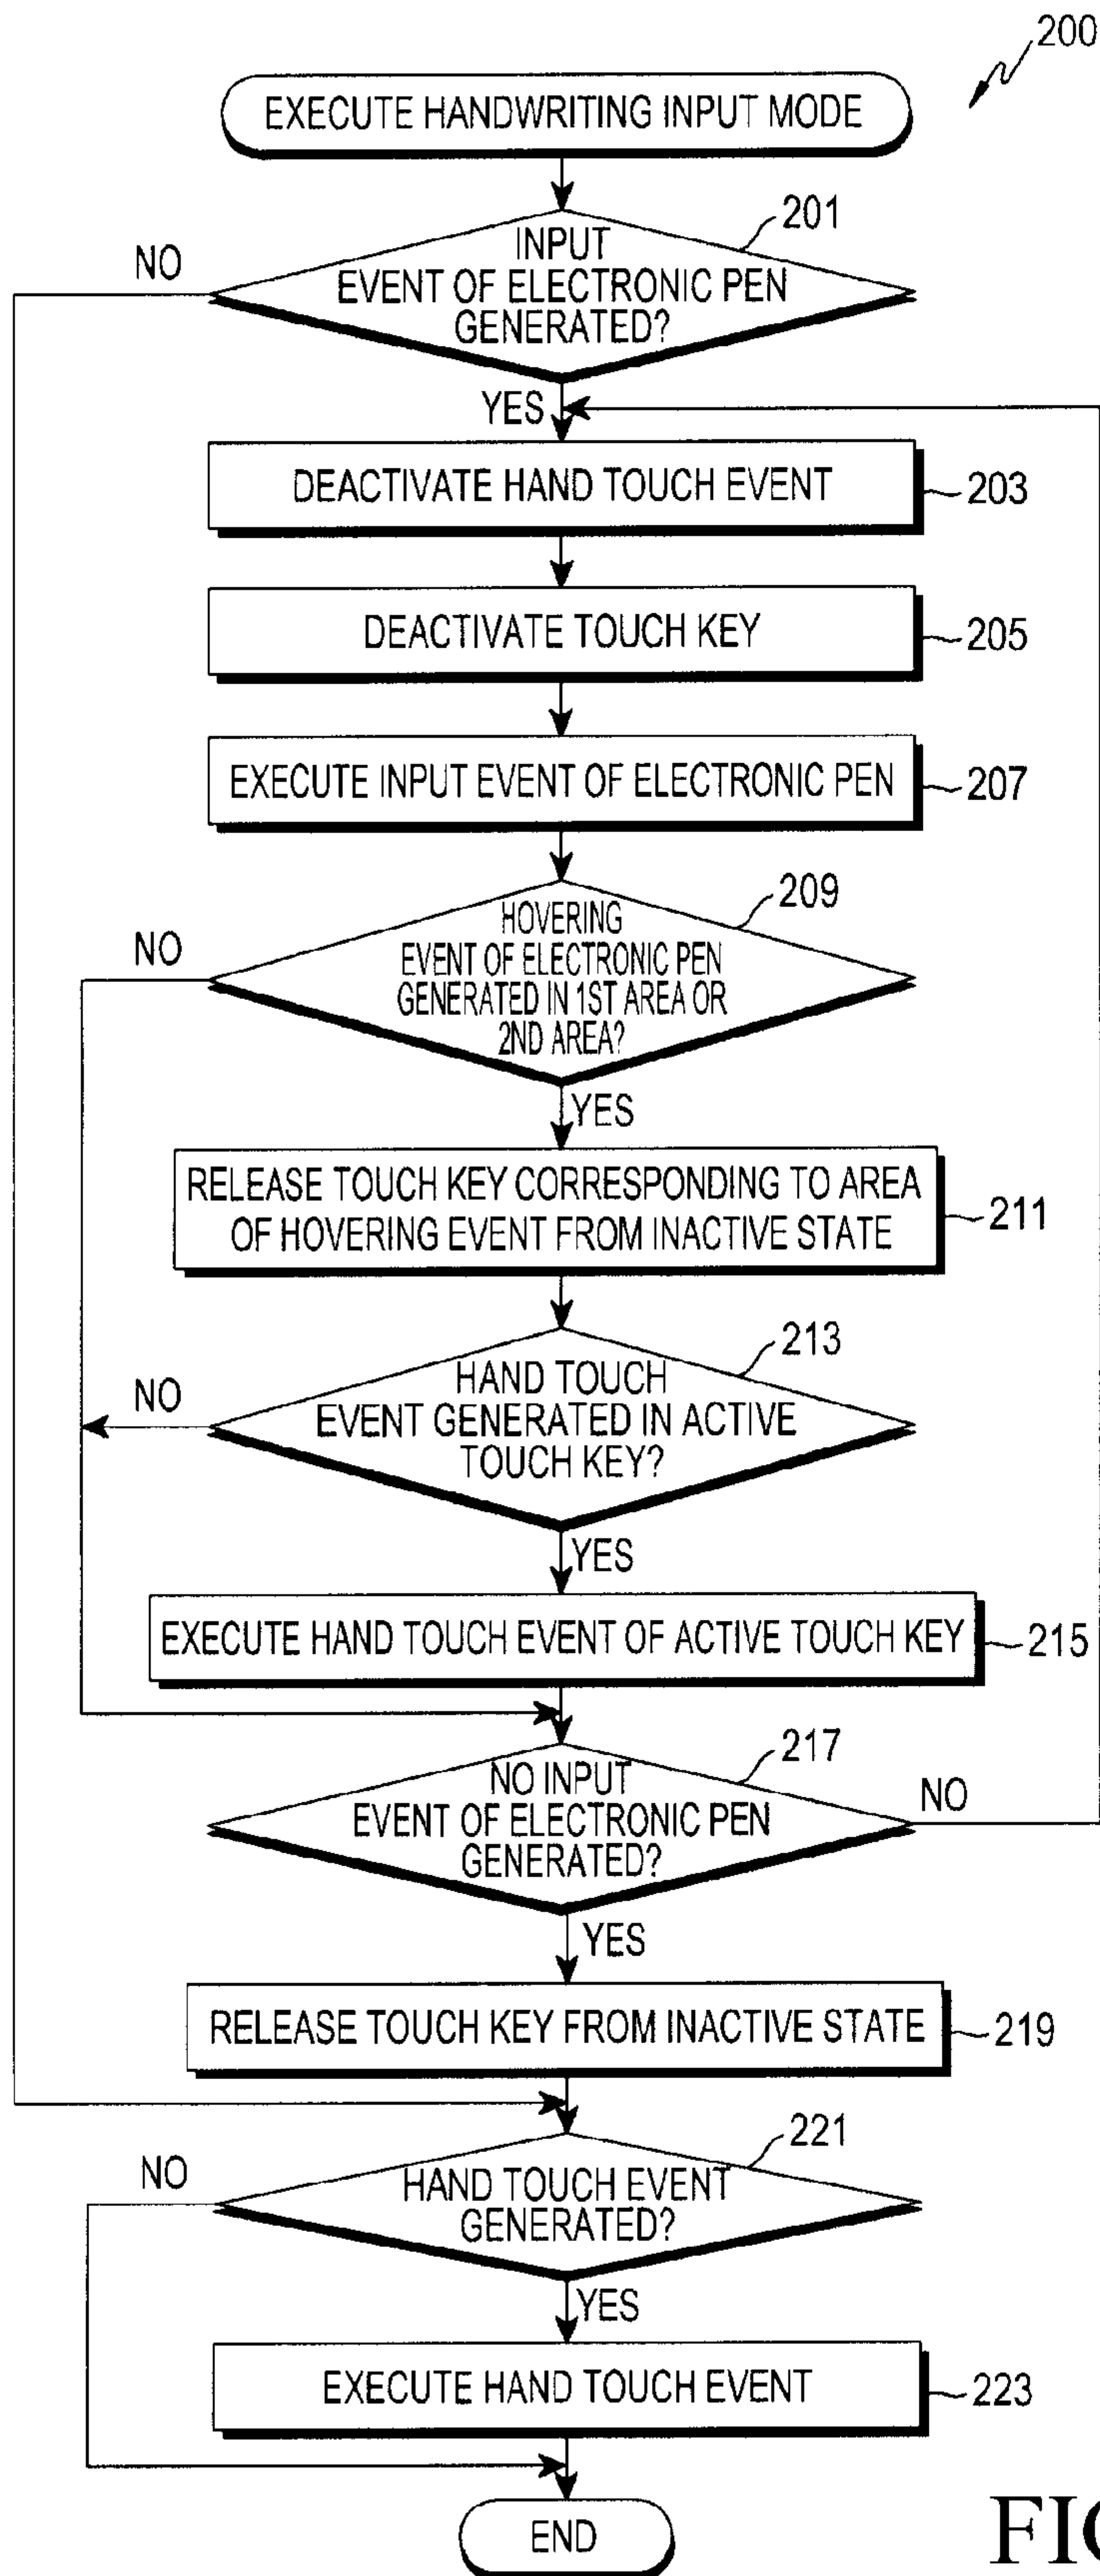 200
EXECUTE HANDWRITING INPUT MODE
201
NO
INPUT
EVENT OF ELECTRONIC PEN
GENERATED?
YES
DEACTIVATE HAND TOUCH EVENT
203
DEACTIVATE TOUCH KEY
205
EXECUTE INPUT EVENT OF ELECTRONIC PEN
207
209
NO
HOVERING
EVENT OF ELECTRONIC PEN
GENERATED IN 1ST AREA OR
2ND AREA?
YES
RELEASE TOUCH KEY CORRESPONDING TO AREA
OF HOVERING EVENT FROM INACTIVE STATE
211
213
NO
HAND TOUCH
EVENT GENERATED IN ACTIVE
TOUCH KEY?
YES
EXECUTE HAND TOUCH EVENT OF ACTIVE TOUCH KEY
215
217
NO INPUT
EVENT OF ELECTRONIC PEN
GENERATED?
NO
YES
RELEASE TOUCH KEY FROM INACTIVE STATE
219
221
NO
HAND TOUCH EVENT
GENERATED?
YES
EXECUTE HAND TOUCH EVENT
223
END